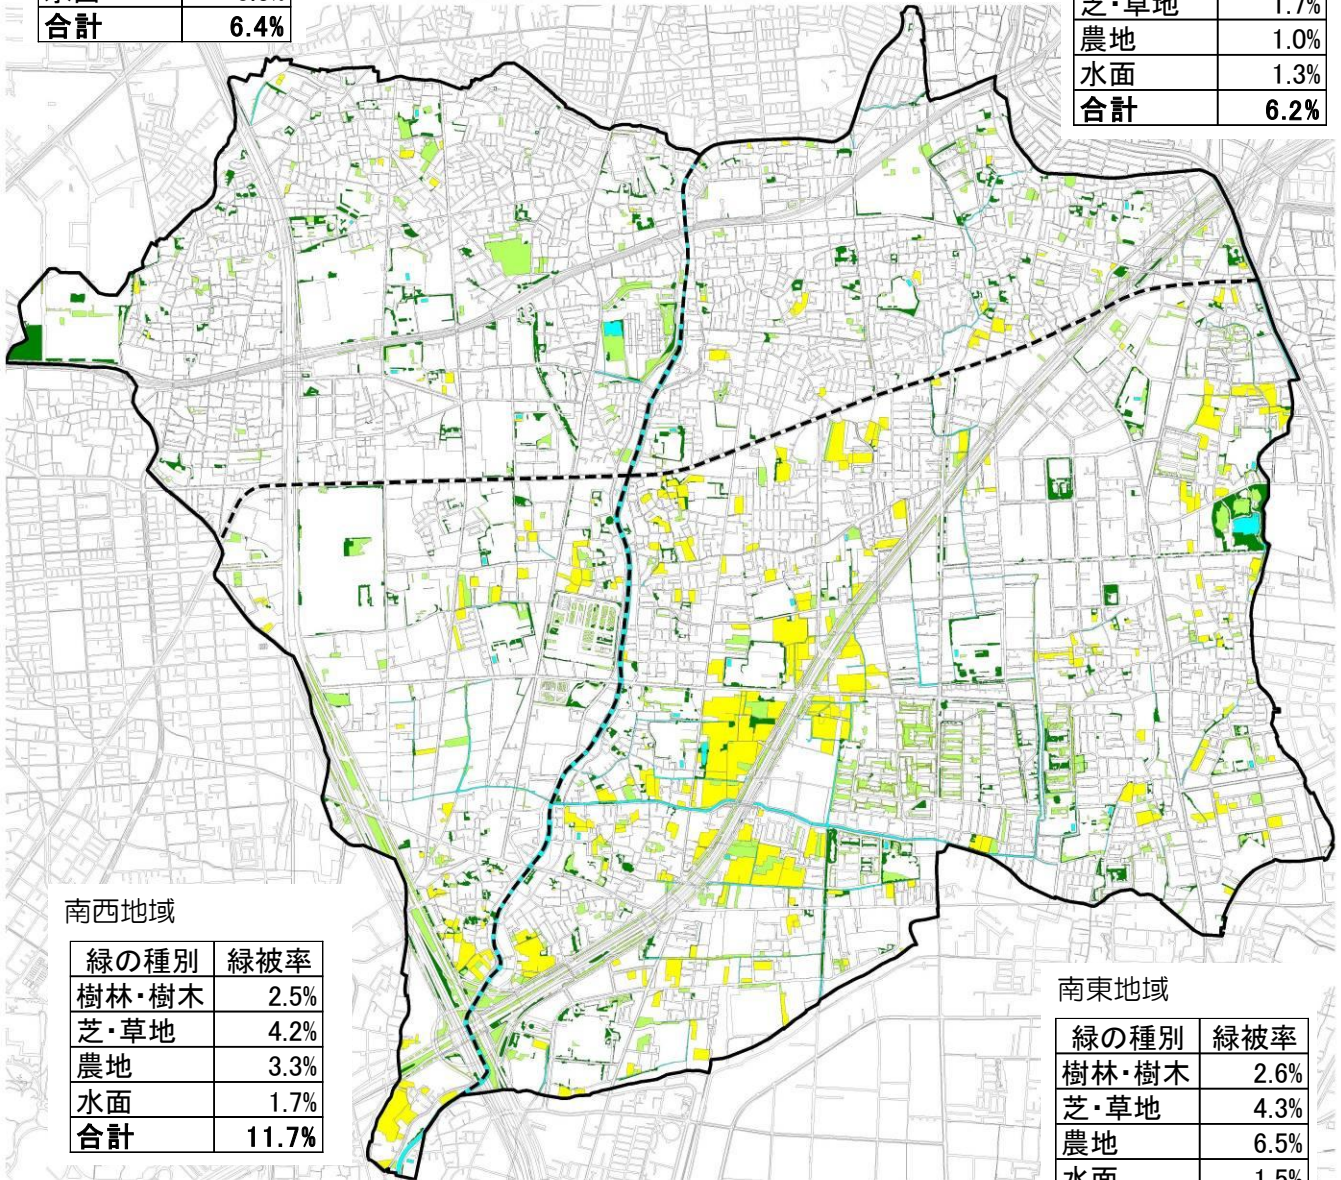 合計 6.4%
芝・草地 1.7%
農地 1.0%
水面 1.3%
合計 6.2%
南西地域
緑の種別 緑被率
樹林・樹木 2.5%
芝・草地 4.2%
農地 3.3%
水面 1.7%
合計 11.7%
南東地域
緑の種別 緑被率
樹林・樹木 2.6%
芝・草地 4.3%
農地 6.5%
水面 1.5%